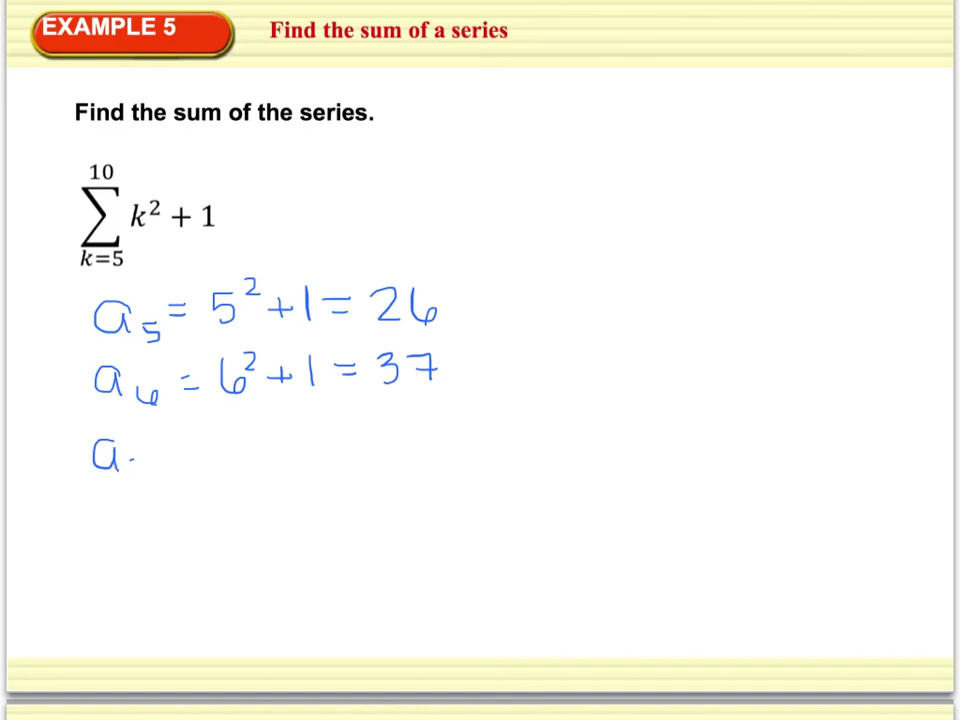 EXAMPLE 5
Find the sum of a series
Find the sum of the series.
10
∑ k² + 1
k=5
a₅ = 5² + 1 = 26
a₆ = 6² + 1 = 37
a